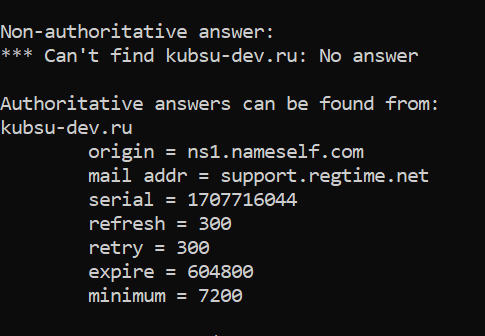 Non-authoritative answer:
*** Can't find kubsu-dev.ru: No answer
Authoritative answers can be found from:
kubsu-dev.ru
origin = ns1.nameself.com
mail addr = support.regtime.net
serial = 1707716044
refresh = 300
retry = 300
expire = 604800
minimum = 7200